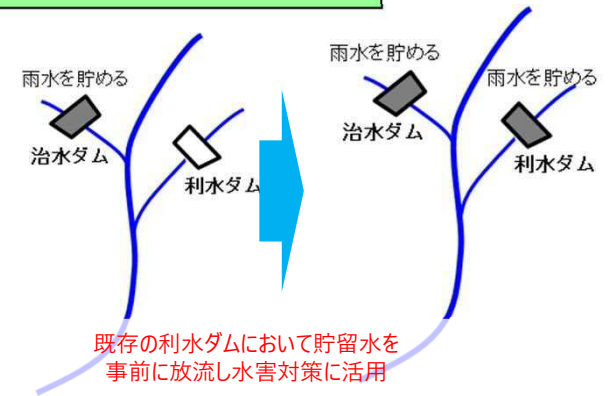 雨水を貯める
治水ダム
利水ダム
雨水を貯める
雨水を貯める
治水ダム
利水ダム
既存の利水ダムにおいて貯留水を
事前に放流し水害対策に活用